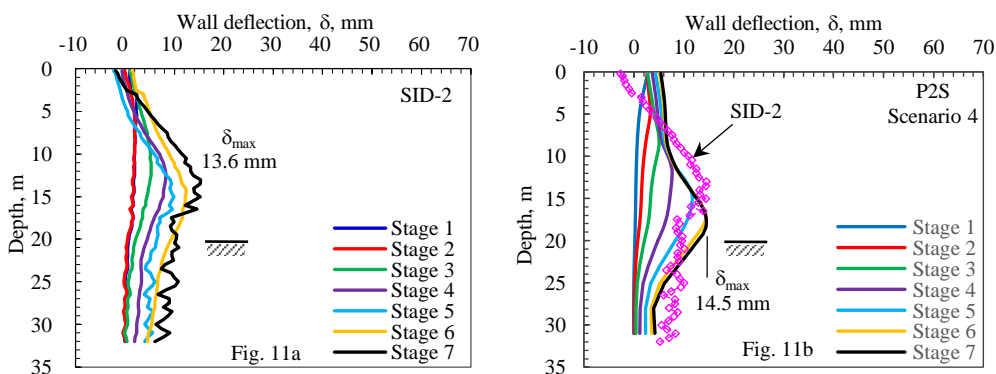 Wall deflection, δ, mm
-10 0 10 20 30 40 50 60 70
0
5
10
15
20
25
30
35
Depth, m
SID-2
δmax
13.6 mm
Stage 1
Stage 2
Stage 3
Stage 4
Stage 5
Stage 6
Stage 7
Fig. 11a
Wall deflection, δ, mm
-10 0 10 20 30 40 50 60 70
0
5
10
15
20
25
30
35
Depth, m
P2S
Scenario 4
SID-2
δmax
14.5 mm
Stage 1
Stage 2
Stage 3
Stage 4
Stage 5
Stage 6
Stage 7
Fig. 11b